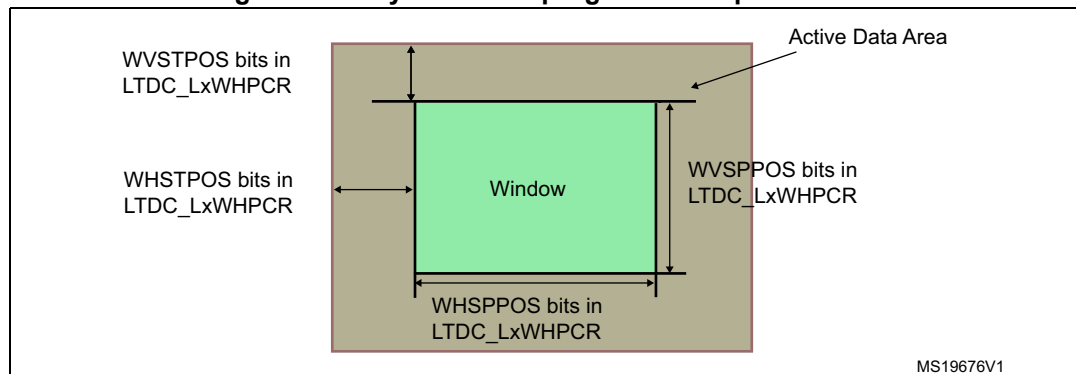 Active Data Area
WVSTPOS bits in
LTDC_LxWHPCR
WHSTPOS bits in
LTDC_LxWHPCR
Window
WVSPPOS bits in
LTDC_LxWHPCR
WHSPPOS bits in
LTDC_LxWHPCR
MS19676V1